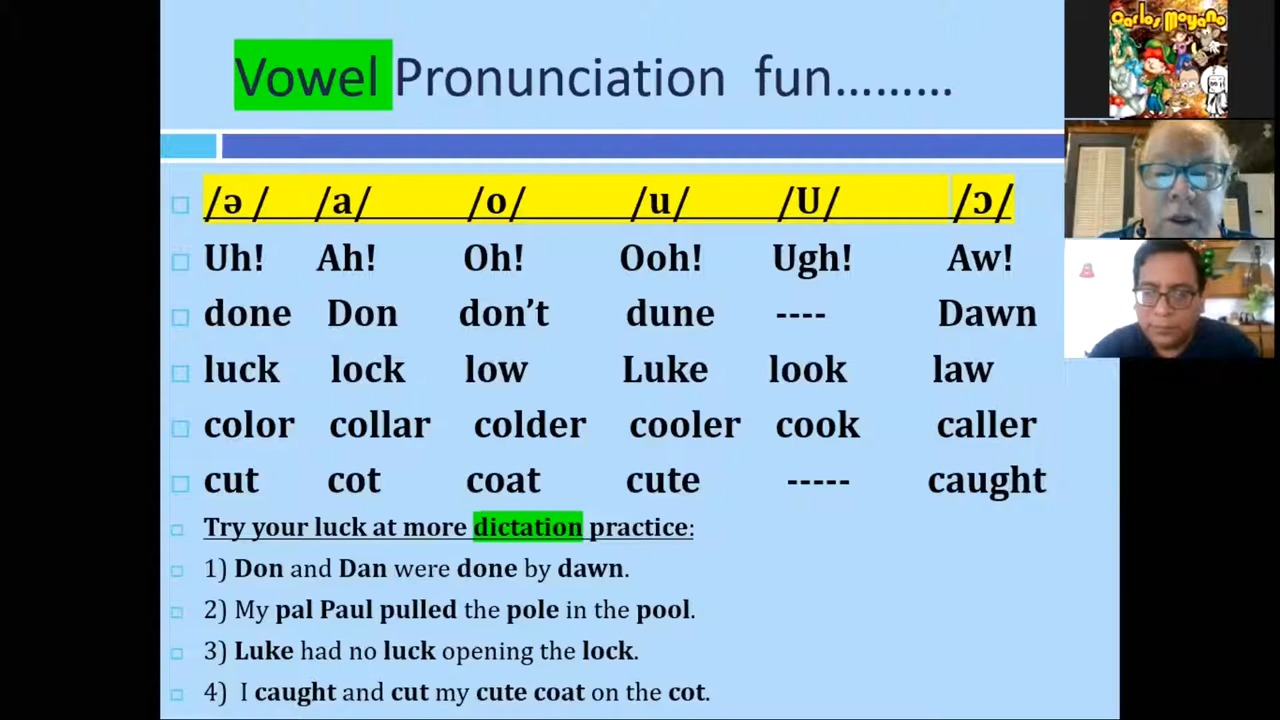 Vowel Pronunciation fun.........
/ə / /a/ /o/ /u/ /U/ /ɔ/
Uh! Ah! Oh! Ooh! Ugh! Aw!
done Don don't dune ---- Dawn
luck lock low Luke look law
color collar colder cooler cook caller
cut cot coat cute ----- caught
Try your luck at more dictation practice:
1) Don and Dan were done by dawn.
2) My pal Paul pulled the pole in the pool.
3) Luke had no luck opening the lock.
4) I caught and cut my cute coat on the cot.
Carlos Moyano